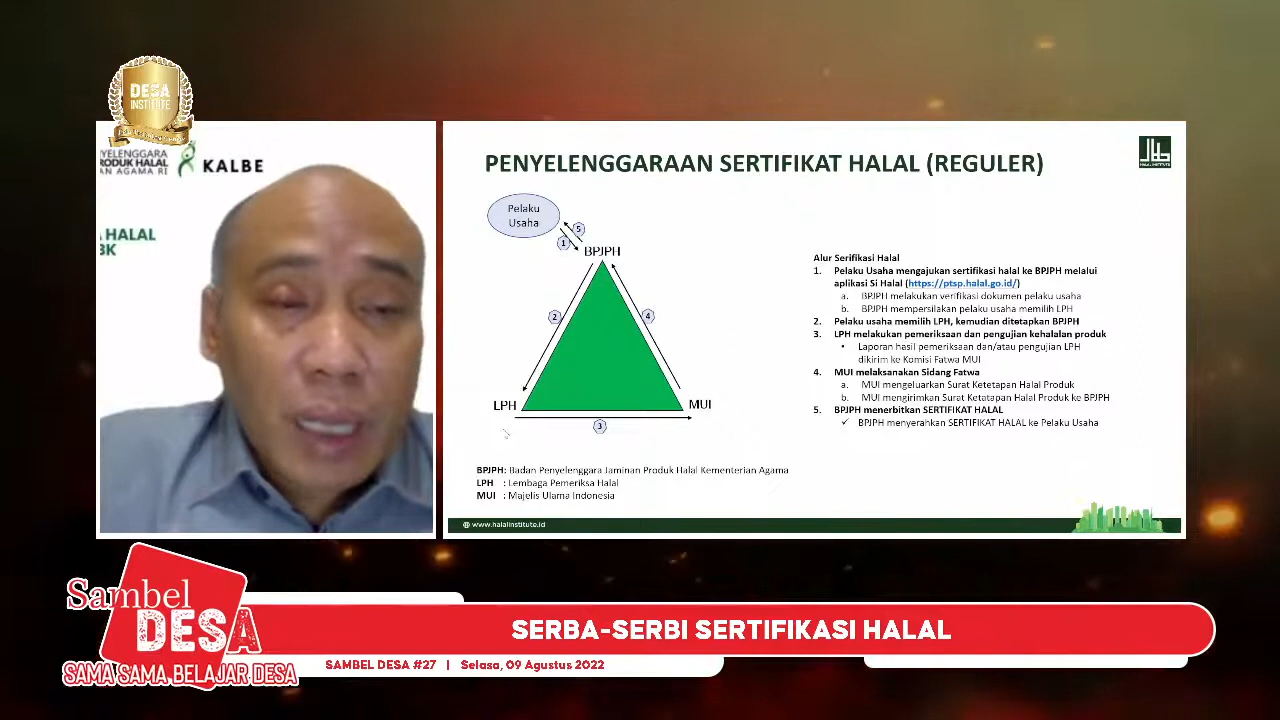 DESA
INSTITUTE
YELENGGARA
RODUK HALAL
AN AGAMA RI
KALBE
HALAL
BK
PENYELENGGARAAN SERTIFIKAT HALAL (REGULER)
HALAL INSTITUTE
Pelaku
Usaha
5
1
BPJPH
2
4
LPH
MUI
3
Alur Serifikasi Halal
1. Pelaku Usaha mengajukan sertifikasi halal ke BPJPH melalui
aplikasi Si Halal (https://ptsp.halal.go.id/)
a. BPJPH melakukan verifikasi dokumen pelaku usaha
b. BPJPH mempersilakan pelaku usaha memilih LPH
2. Pelaku usaha memilih LPH, kemudian ditetapkan BPJPH
3. LPH melakukan pemeriksaan dan pengujian kehalalan produk
• Laporan hasil pemeriksaan dan/atau pengujian LPH
dikirim ke Komisi Fatwa MUI
4. MUI melaksanakan Sidang Fatwa
a. MUI mengeluarkan Surat Ketetapan Halal Produk
b. MUI mengirimkan Surat Ketatapan Halal Produk ke BPJPH
5. BPJPH menerbitkan SERTIFIKAT HALAL
✓ BPJPH menyerahkan SERTIFIKAT HALAL ke Pelaku Usaha
BPJPH: Badan Penyelenggara Jaminan Produk Halal Kementerian Agama
LPH : Lembaga Pemeriksa Halal
MUI : Majelis Ulama Indonesia
www.halalinstitute.id
Sambel
DESA
SAMA SAMA BELAJAR DESA
SERBA-SERBI SERTIFIKASI HALAL
SAMBEL DESA #27 | Selasa, 09 Agustus 2022